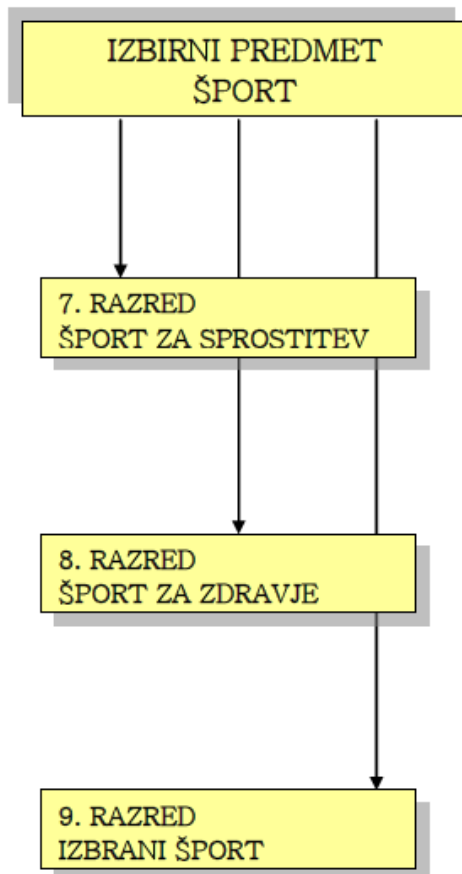 IZBIRNI PREDMET
ŠPORT
7. RAZRED
ŠPORT ZA SPROSTITEV
8. RAZRED
ŠPORT ZA ZDRAVJE
9. RAZRED
IZBRANI ŠPORT